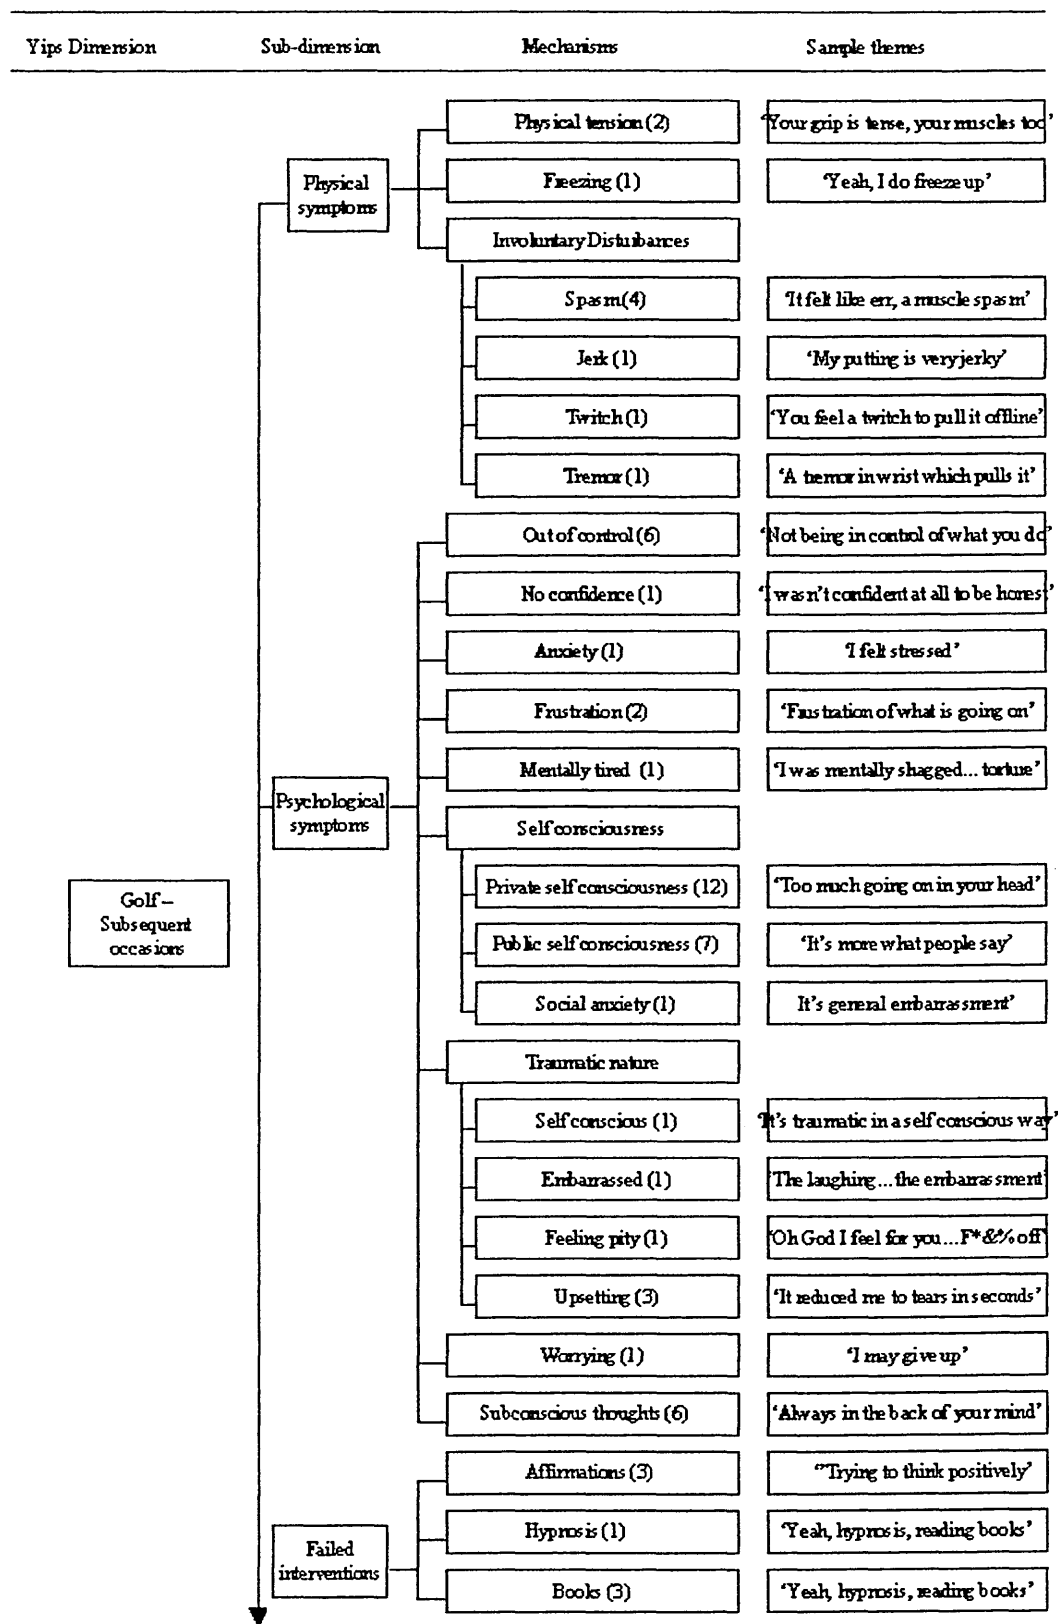 Yips Dimension Sub-dimension Mechanisms Sample themes
Physical tension (2) 'Your grip is tense, your muscles too'
Physical
symptoms
Freezing (1) 'Yeah, I do freeze up'
Involuntary Disturbances
Spasm (4) 'It felt like err, a muscle spasm'
Jerk (1) 'My putting is very jerky'
Twitch (1) 'You feel a twitch to pull it offline'
Tremor (1) 'A tremor in wrist which pulls it'
Out of control (6) 'Not being in control of what you do'
No confidence (1) 'I wasn't confident at all to be honest'
Anxiety (1) 'I felt stressed'
Frustration (2) 'Frustration of what is going on'
Mentally tired (1) 'I was mentally shagged... torture'
Psychological
symptoms
Self consciousness
Golf –
Subsequent
occasions
Private self consciousness (12) 'Too much going on in your head'
Public self consciousness (7) 'It's more what people say'
Social anxiety (1) It's general embarrassment'
Traumatic nature
Self conscious (1) 'It's traumatic in a self conscious way'
Embarrassed (1) 'The laughing...the embarrassment'
Feeling pity (1) 'Oh God I feel for you...F*&% off'
Upsetting (3) 'It reduced me to tears in seconds'
Worrying (1) 'I may give up'
Subconscious thoughts (6) 'Always in the back of your mind'
Affirmations (3) ''Trying to think positively'
Failed
interventions
Hypnosis (1) 'Yeah, hypnosis, reading books'
Books (3) 'Yeah, hypnosis, reading books'